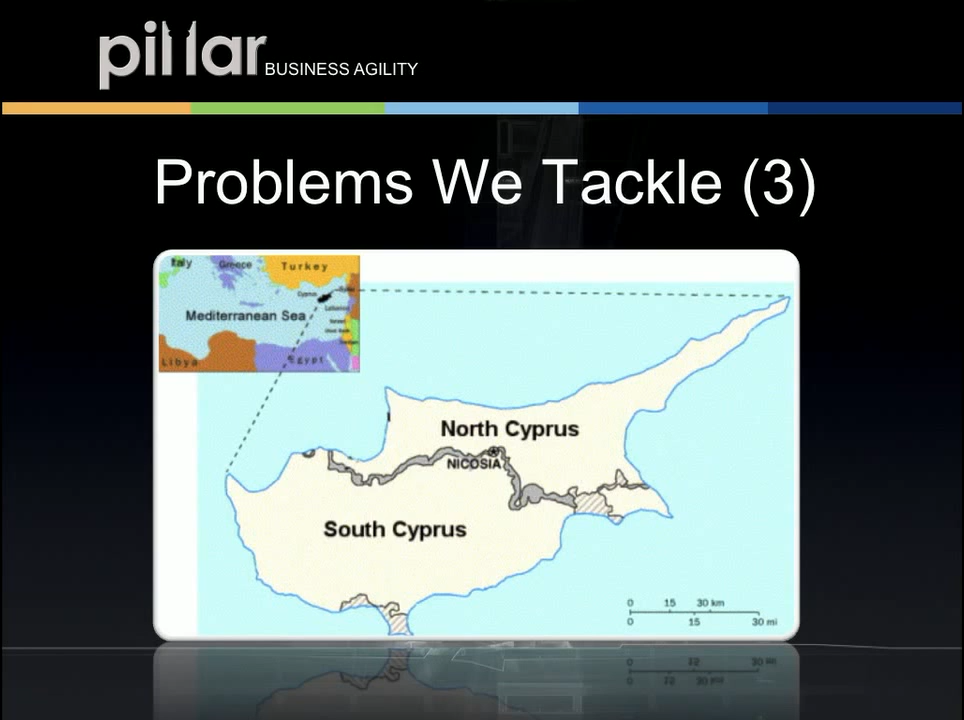 pillar BUSINESS AGILITY
Problems We Tackle (3)
Italy Greece Turkey
Cyprus
Mediterranean Sea
Libya Egypt
North Cyprus
NICOSIA
South Cyprus
0 15 30 km
0 15 30 mi